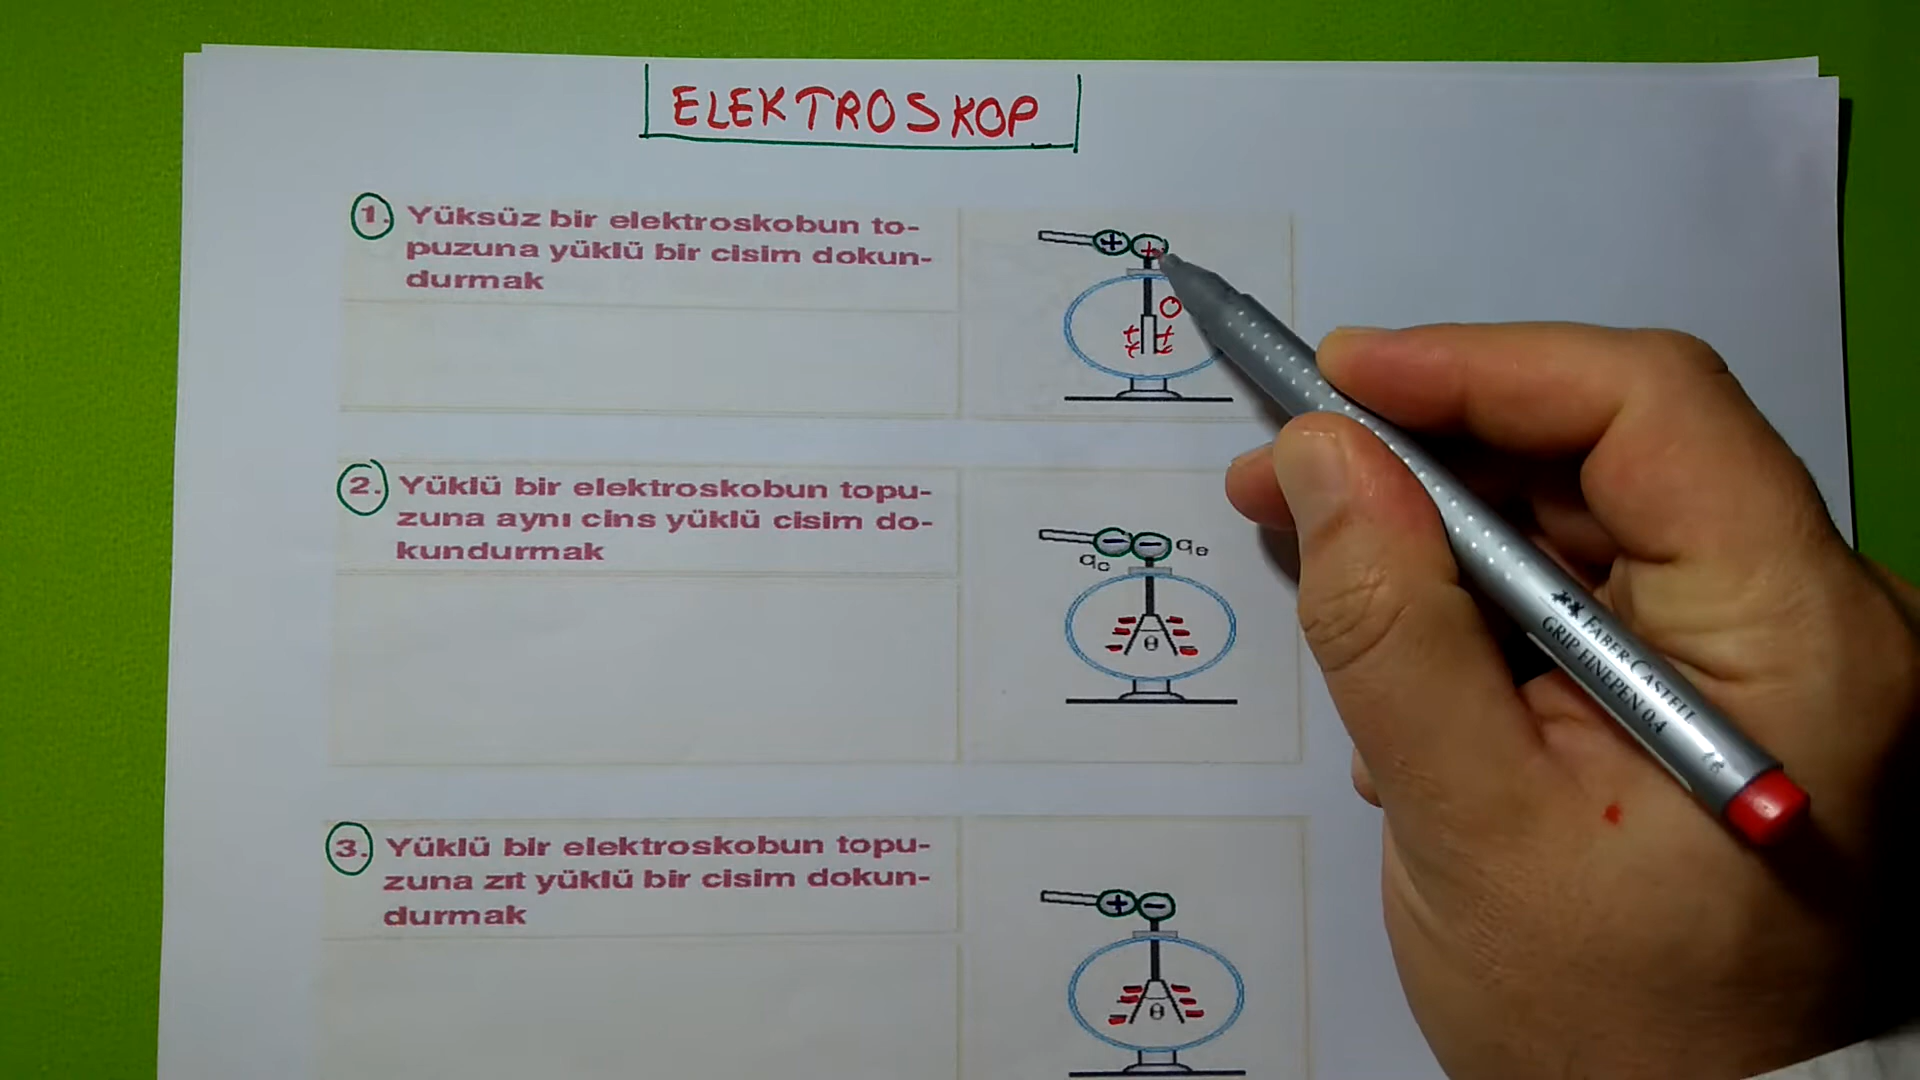 ELEKTROSKOP
1. Yüksüz bir elektroskobun to-
puzuna yüklü bir cisim dokun-
durmak
+ +
O
+ +
+ +
2. Yüklü bir elektroskobun topu-
zuna aynı cins yüklü cisim do-
kundurmak
− − qe
qc
θ
3. Yüklü bir elektroskobun topu-
zuna zıt yüklü bir cisim dokun-
durmak
+ −
θ
FABER-CASTELL
GRIP FINEPEN 0.4